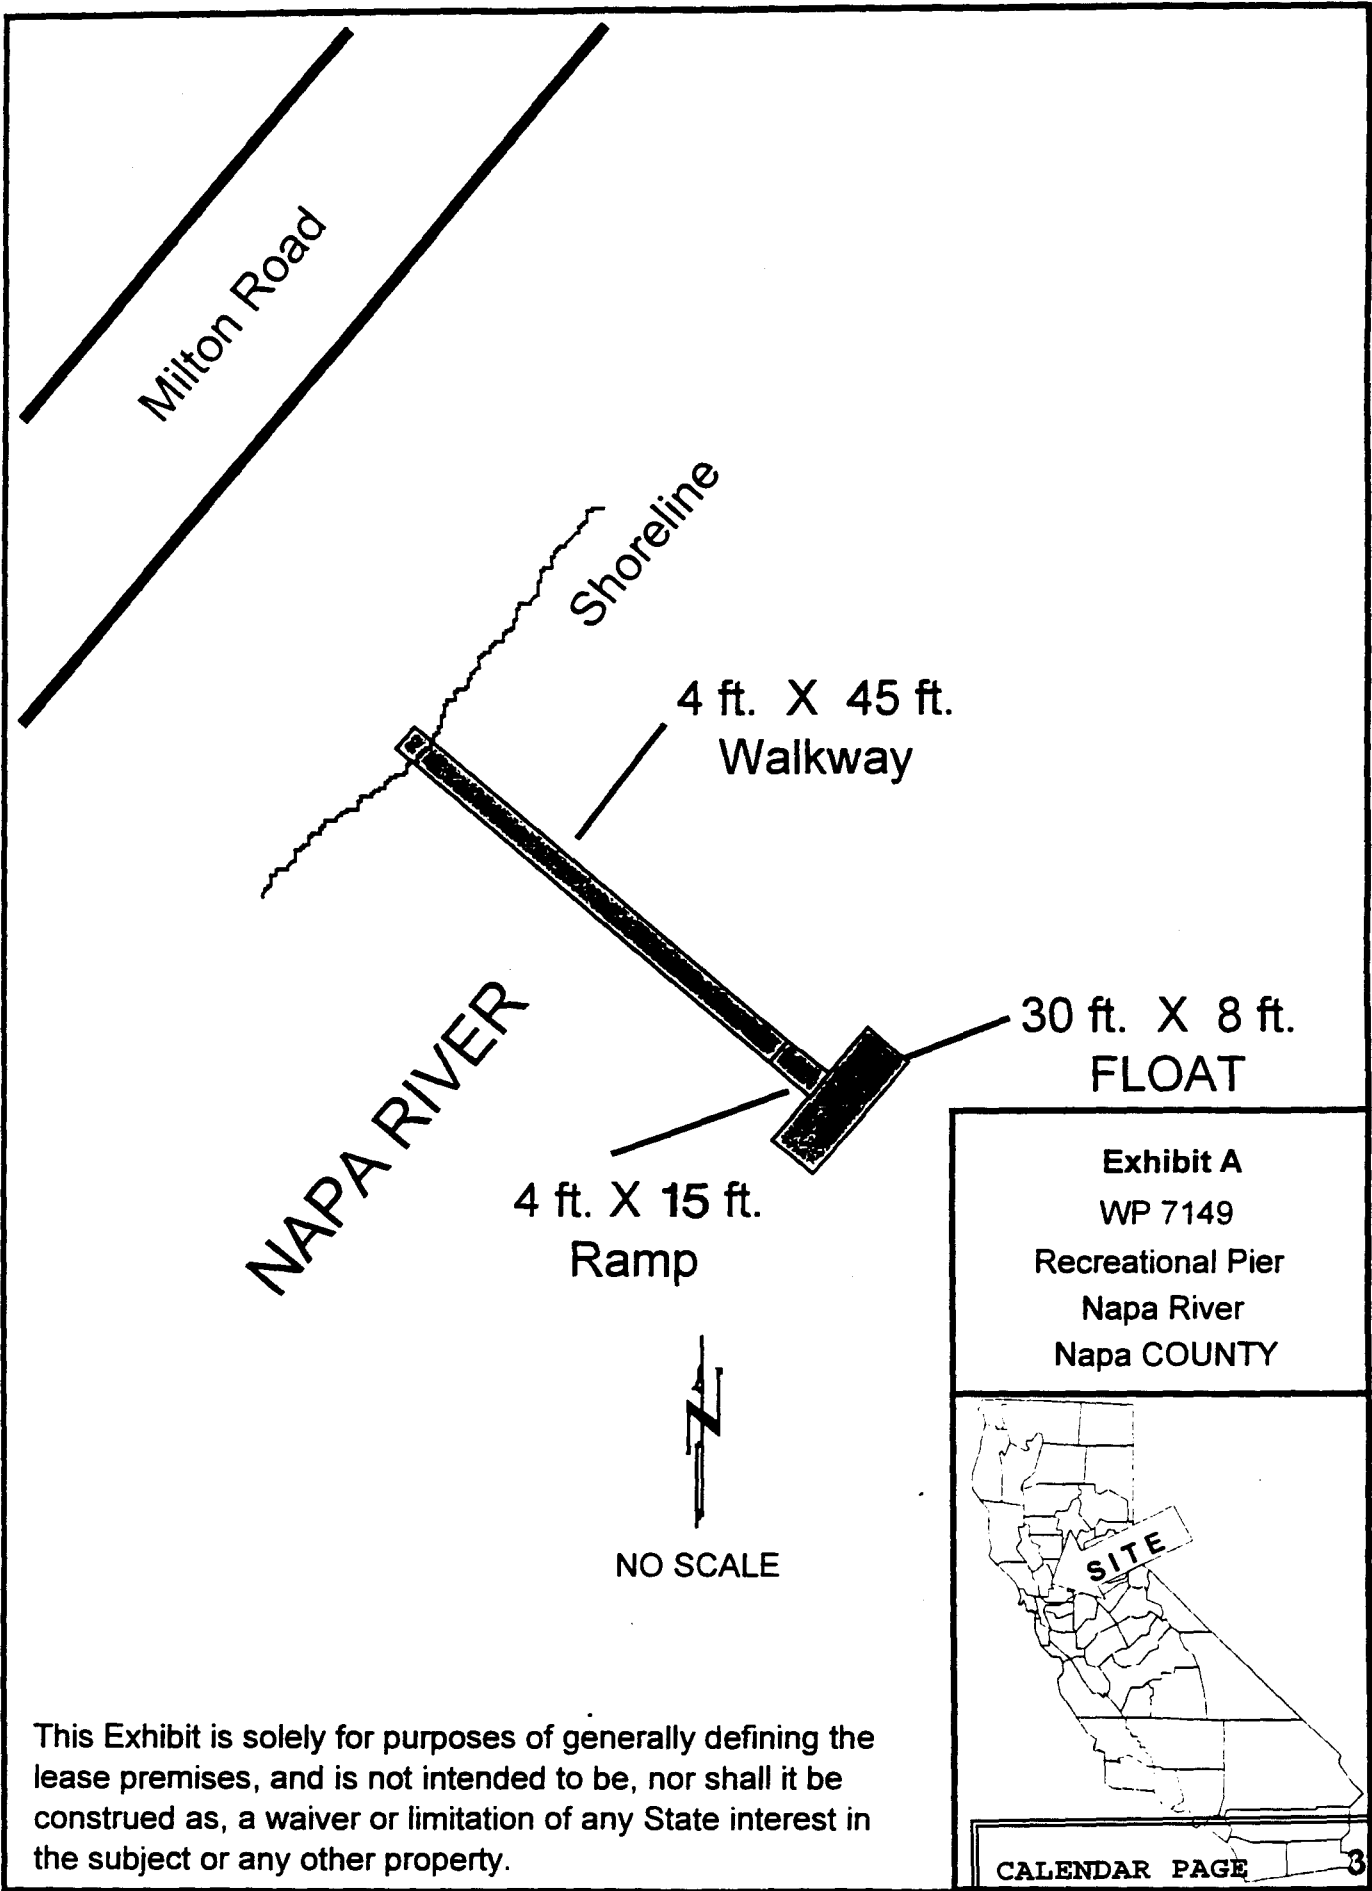 Milton Road
Shoreline
4 ft. X 45 ft.
Walkway
NAPA RIVER
30 ft. X 8 ft.
FLOAT
4 ft. X 15 ft.
Ramp
Exhibit A
WP 7149
Recreational Pier
Napa River
Napa COUNTY
N
NO SCALE
SITE
This Exhibit is solely for purposes of generally defining the
lease premises, and is not intended to be, nor shall it be
construed as, a waiver or limitation of any State interest in
the subject or any other property.
CALENDAR PAGE 3